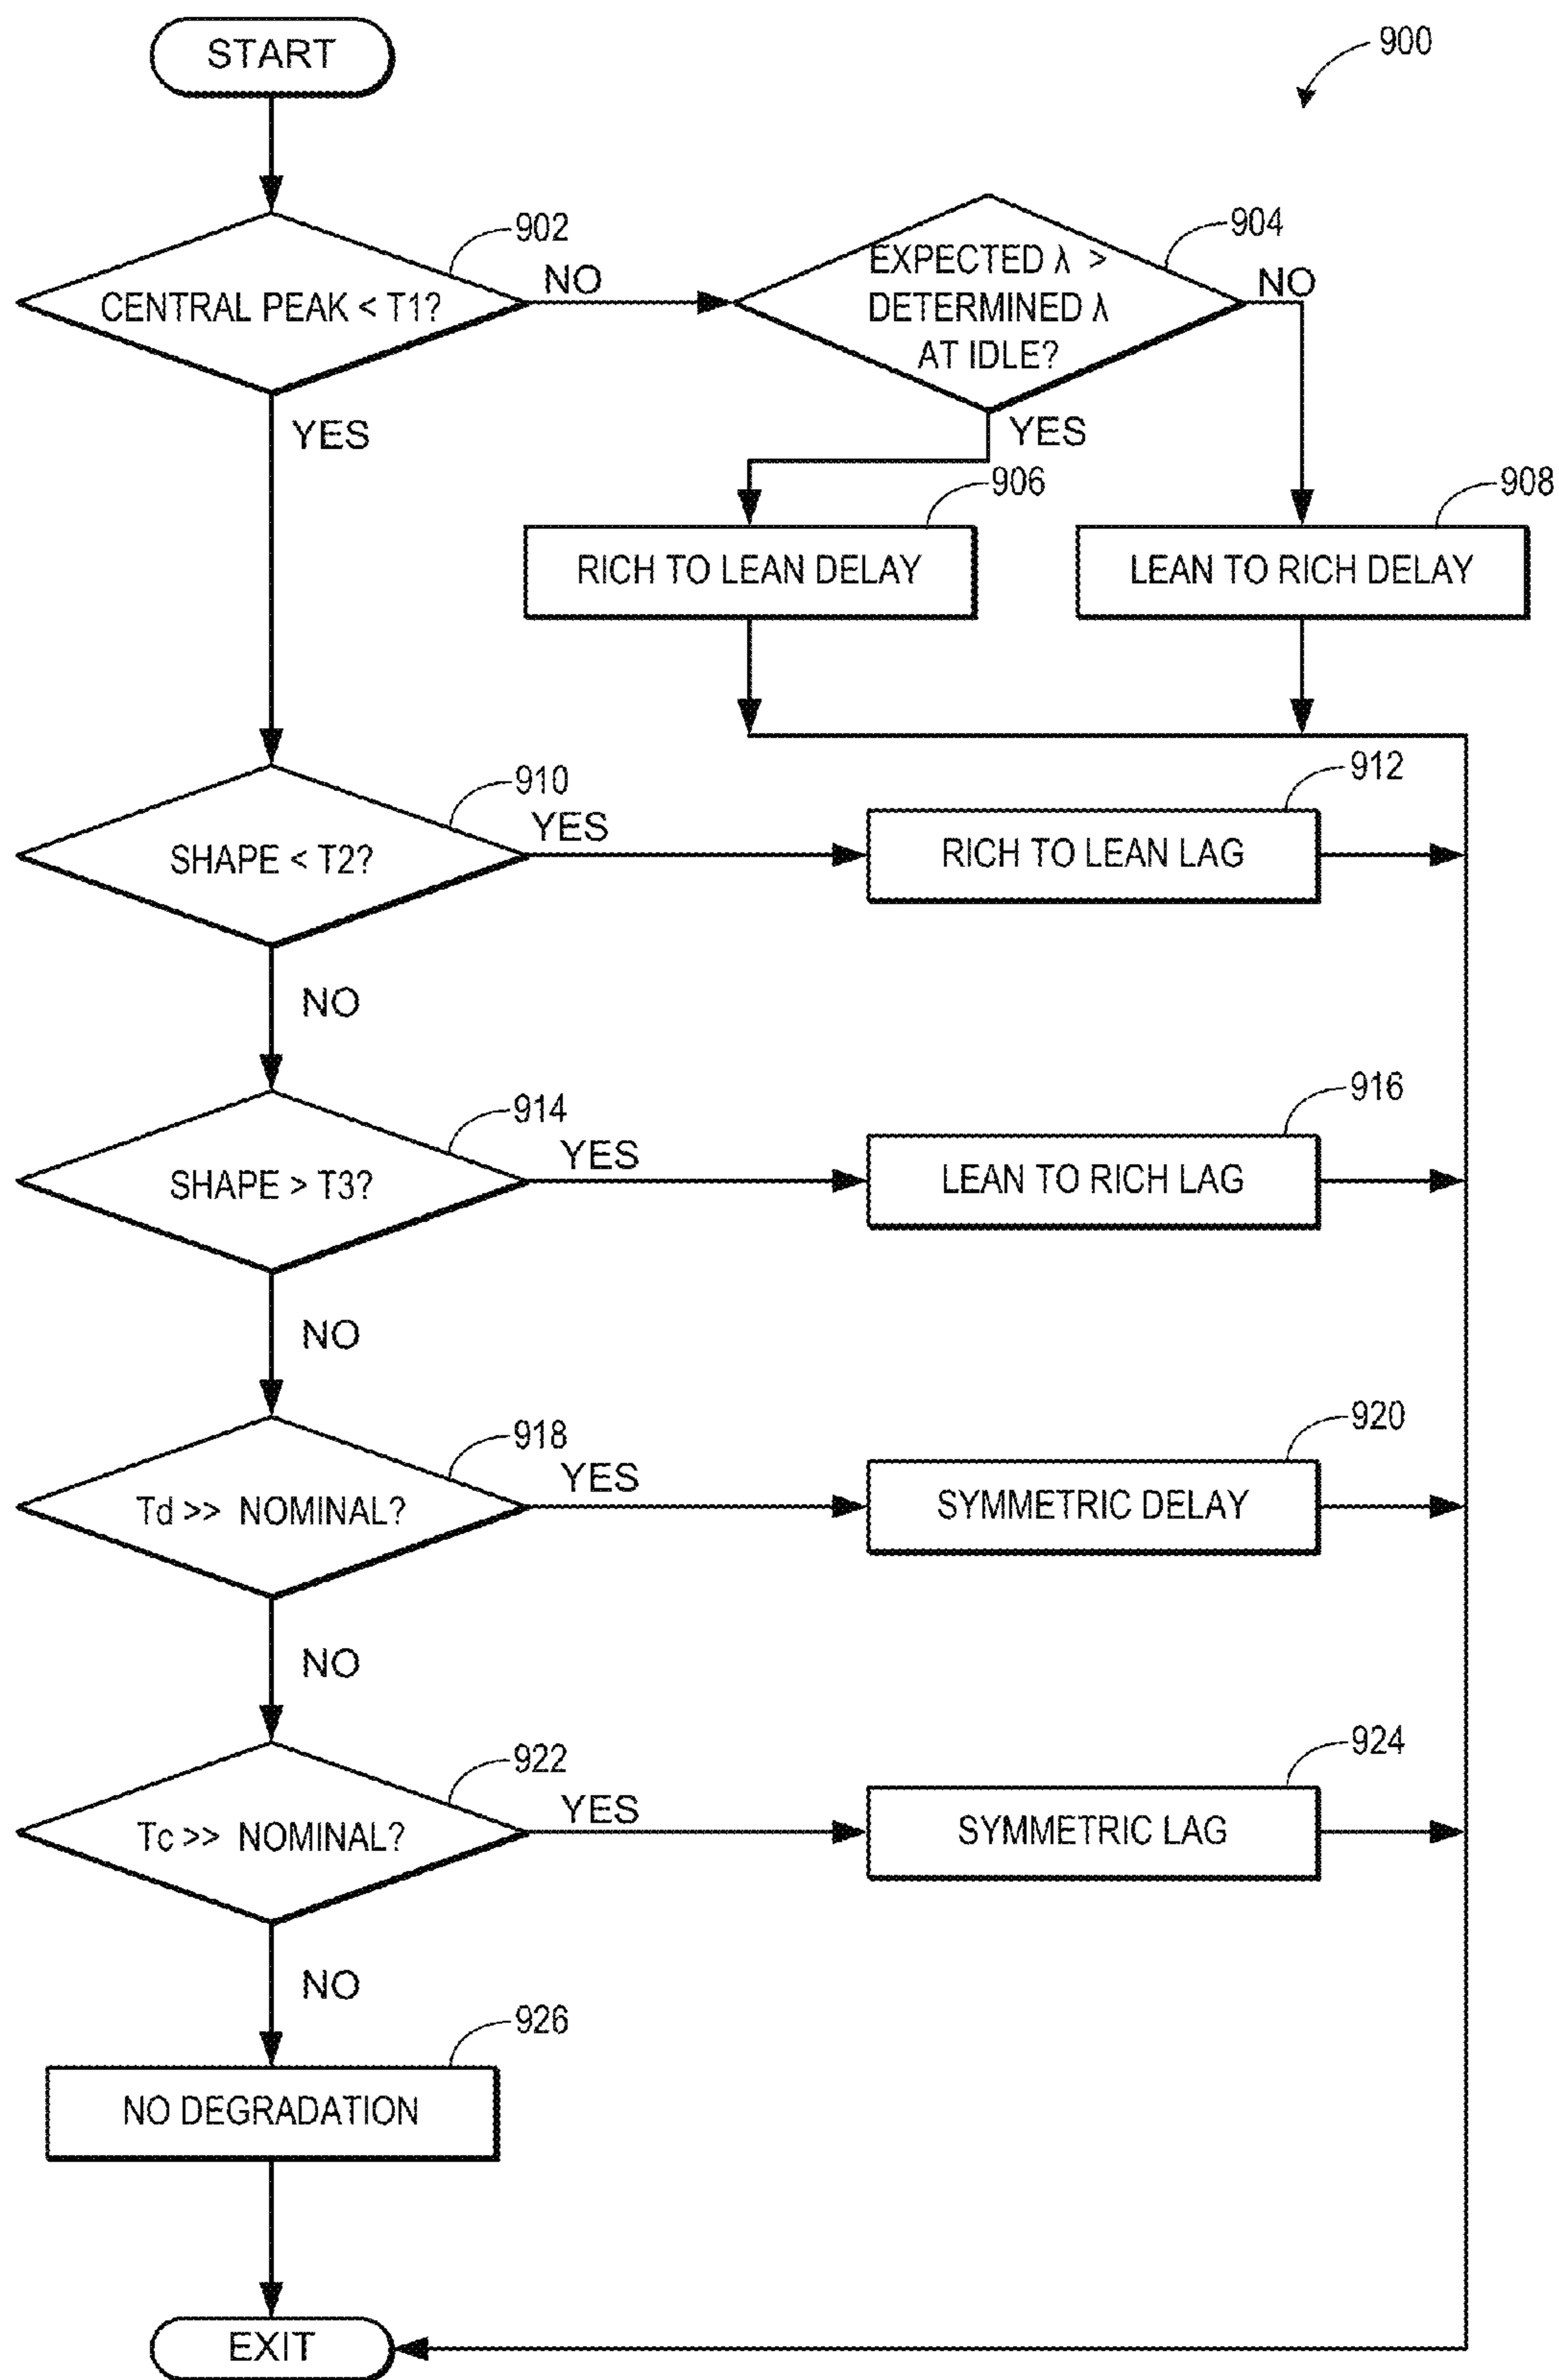 START
900
902
CENTRAL PEAK < T1?
NO
904
EXPECTED λ >
DETERMINED λ
AT IDLE?
NO
YES
YES
906
RICH TO LEAN DELAY
908
LEAN TO RICH DELAY
910
SHAPE < T2?
YES
912
RICH TO LEAN LAG
NO
914
SHAPE > T3?
YES
916
LEAN TO RICH LAG
NO
918
Td >> NOMINAL?
YES
920
SYMMETRIC DELAY
NO
922
Tc >> NOMINAL?
YES
924
SYMMETRIC LAG
NO
926
NO DEGRADATION
EXIT